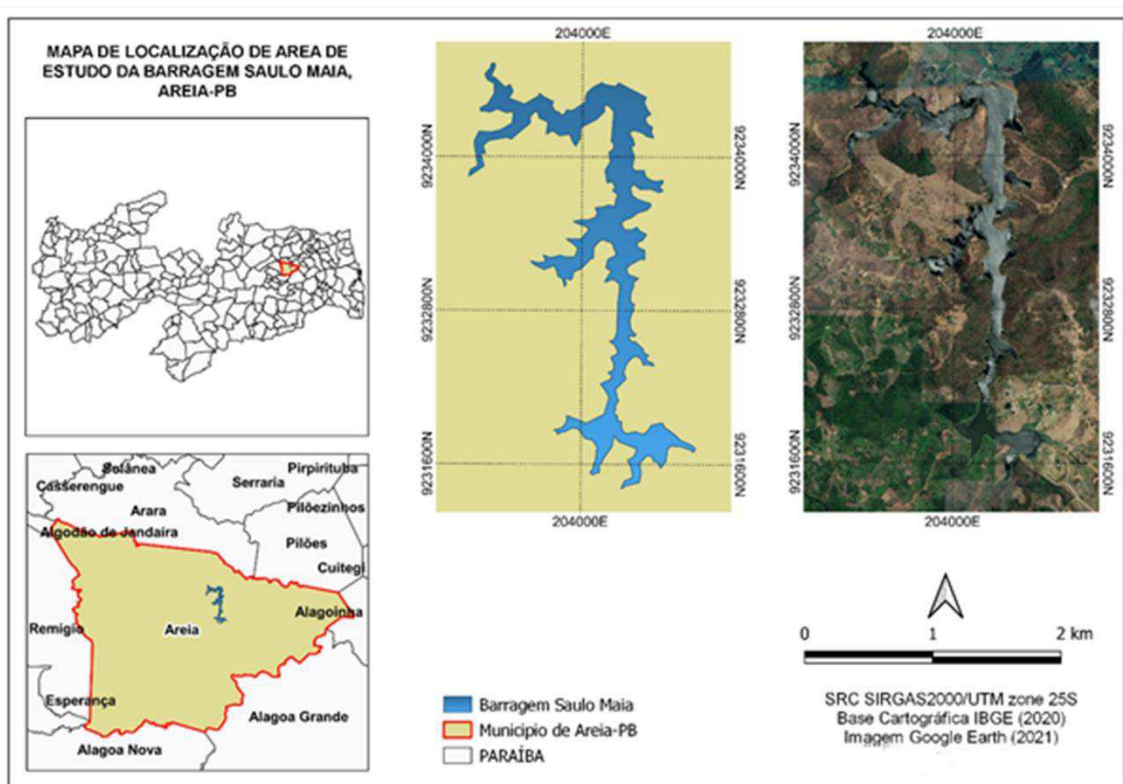 MAPA DE LOCALIZAÇÃO DE AREA DE
ESTUDO DA BARRAGEM SAULO MAIA,
AREIA-PB
204000E
204000E
9234000N
9234000N
9232800N
9232800N
9231600N
9231600N
204000E
204000E
9234000N
9234000N
9232800N
9232800N
9231600N
9231600N
Solânea
Pirpirituba
Casserengue
Serraria
Arara
Pilõezinhos
Algodão de Jandaira
Pilões
Cuitegi
Alagoinha
Remígio
Areia
Esperança
Alagoa Grande
Alagoa Nova
Barragem Saulo Maia
Municipio de Areia-PB
PARAÍBA
0 1 2 km
SRC SIRGAS2000/UTM zone 25S
Base Cartográfica IBGE (2020)
Imagem Google Earth (2021)